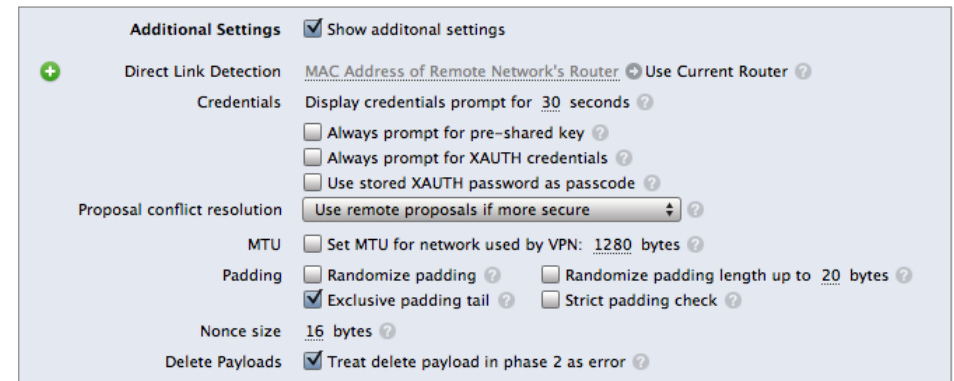 Additional Settings Show additonal settings
Direct Link Detection MAC Address of Remote Network's Router Use Current Router ?
Credentials Display credentials prompt for 30 seconds ?
Always prompt for pre-shared key ?
Always prompt for XAUTH credentials ?
Use stored XAUTH password as passcode ?
Proposal conflict resolution Use remote proposals if more secure ?
MTU Set MTU for network used by VPN: 1280 bytes ?
Padding Randomize padding ? Randomize padding length up to 20 bytes ?
Exclusive padding tail ? Strict padding check ?
Nonce size 16 bytes ?
Delete Payloads Treat delete payload in phase 2 as error ?